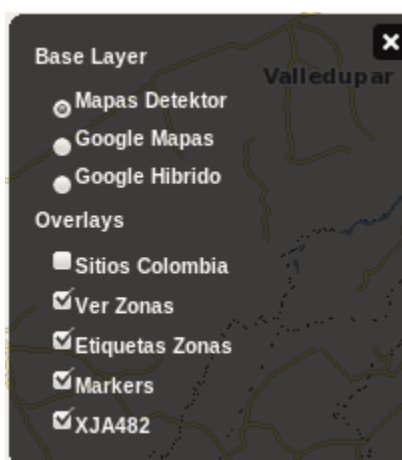 Base Layer
Valledupar
Mapas Detektor
Google Mapas
Google Hibrido
Overlays
Sitios Colombia
Ver Zonas
Etiquetas Zonas
Markers
XJA482